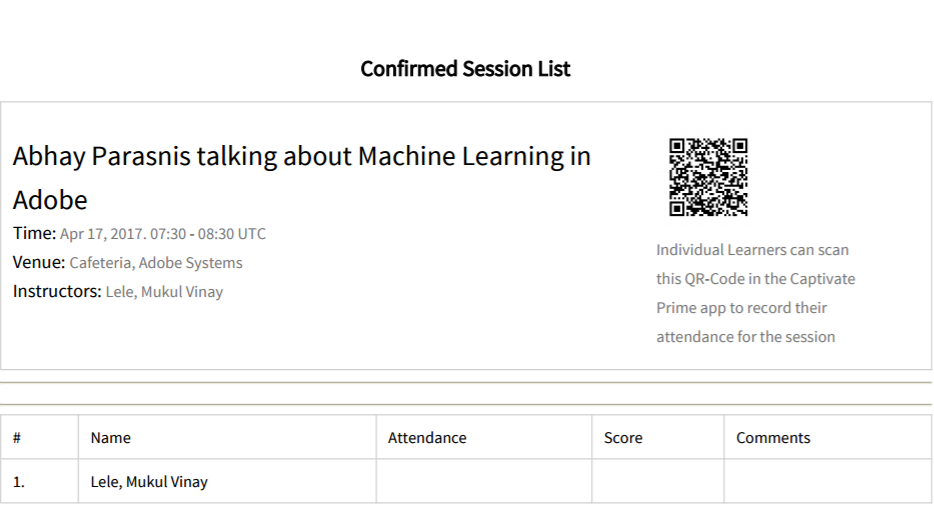 Confirmed Session List
Abhay Parasnis talking about Machine Learning in
Adobe
Time: Apr 17, 2017. 07:30 - 08:30 UTC
Venue: Cafeteria, Adobe Systems
Instructors: Lele, Mukul Vinay
Individual Learners can scan
this QR-Code in the Captivate
Prime app to record their
attendance for the session
# Name Attendance Score Comments
1. Lele, Mukul Vinay